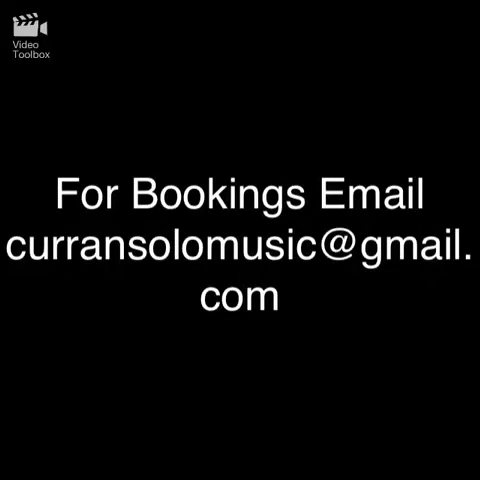 Video
Toolbox
For Bookings Email
curransolomusic@gmail.
com